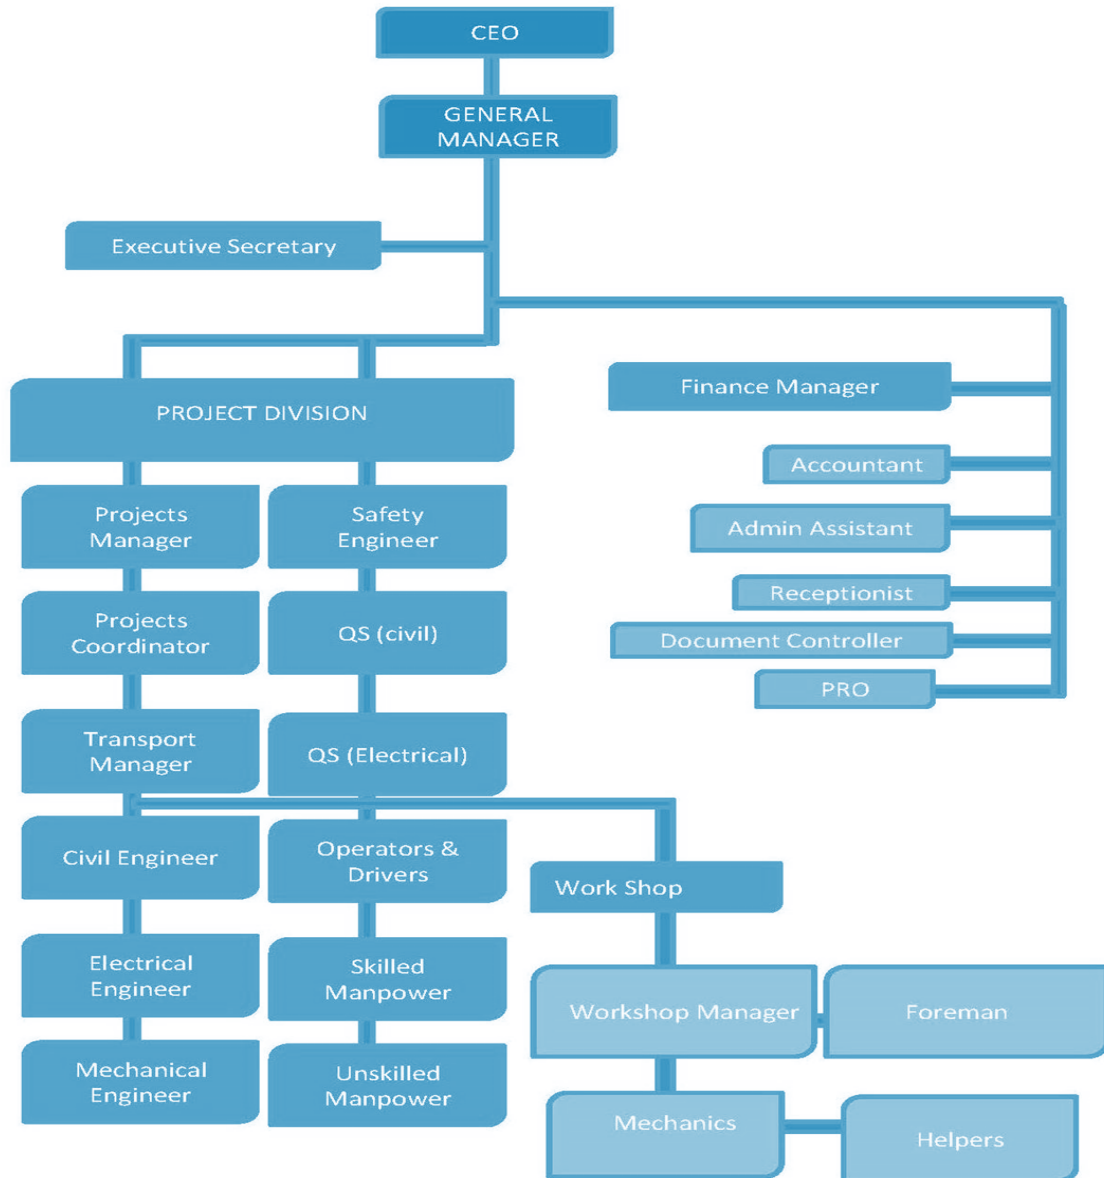 CEO
GENERAL
MANAGER
Executive Secretary
PROJECT DIVISION
Projects
Manager
Projects
Coordinator
Transport
Manager
Civil Engineer
Electrical
Engineer
Mechanical
Engineer
Safety
Engineer
QS (civil)
QS (Electrical)
Operators &
Drivers
Skilled
Manpower
Unskilled
Manpower
Finance Manager
Accountant
Admin Assistant
Receptionist
Document Controller
PRO
Work Shop
Workshop Manager
Foreman
Mechanics
Helpers